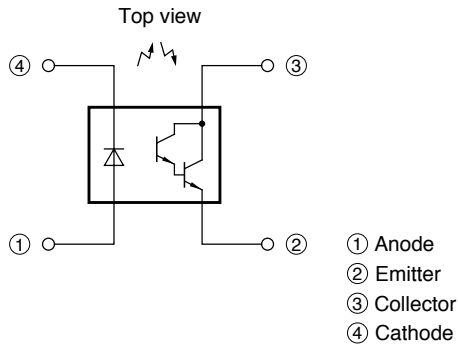 Top view
④ ③
① ②
① Anode
② Emitter
③ Collector
④ Cathode